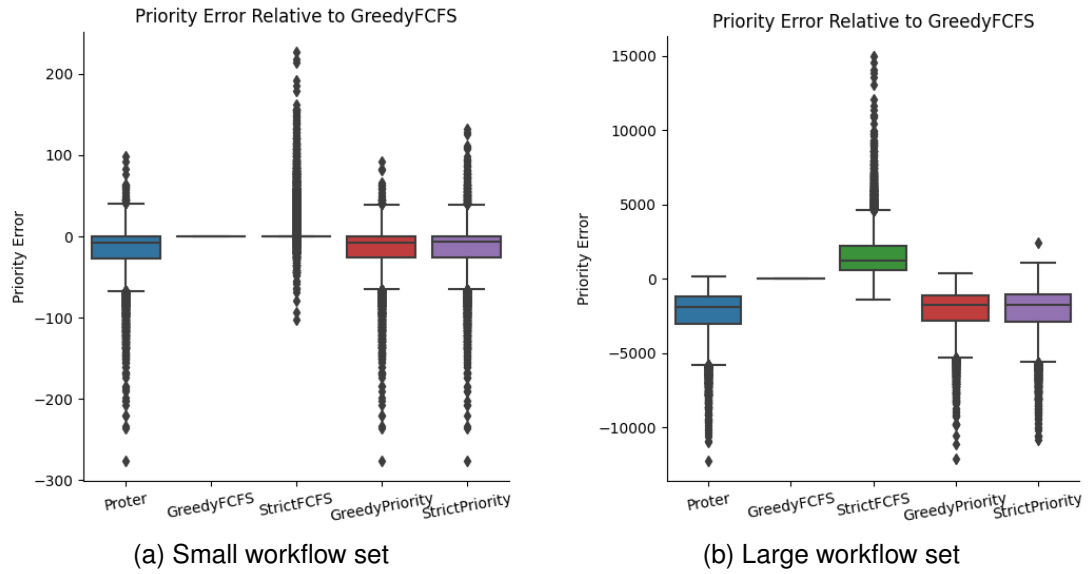 Priority Error Relative to GreedyFCFS
Priority Error
200
100
0
−100
−200
−300
Proter
GreedyFCFS
StrictFCFS
GreedyPriority
StrictPriority
(a) Small workflow set
Priority Error Relative to GreedyFCFS
Priority Error
15000
10000
5000
0
−5000
−10000
Proter
GreedyFCFS
StrictFCFS
GreedyPriority
StrictPriority
(b) Large workflow set